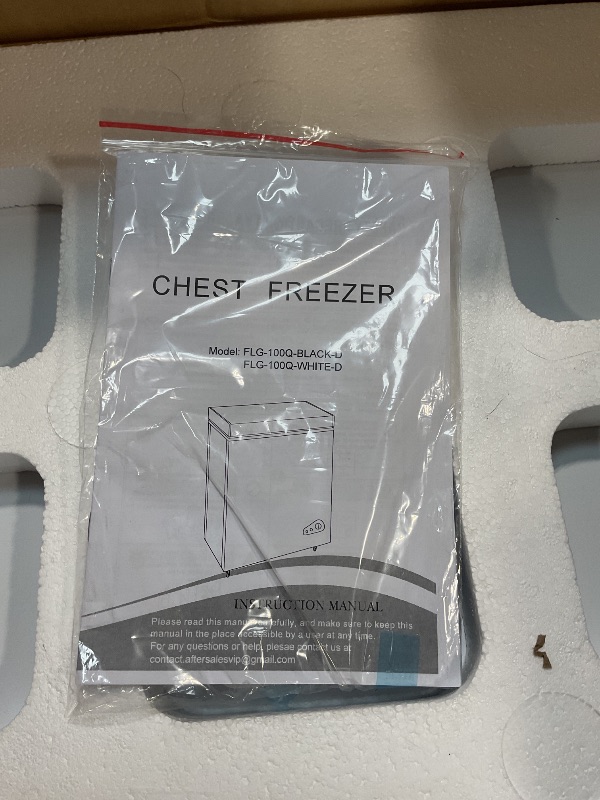 CHEST FREEZER
Model: FLG-100Q-BLACK-D
FLG-100Q-WHITE-D
INSTRUCTION MANUAL
Please read this manual carefully, and make sure to keep this
manual in the place accessible by a user at any time.
For any questions or help, plesae contact us at
contact.aftersalesvip@gmail.com